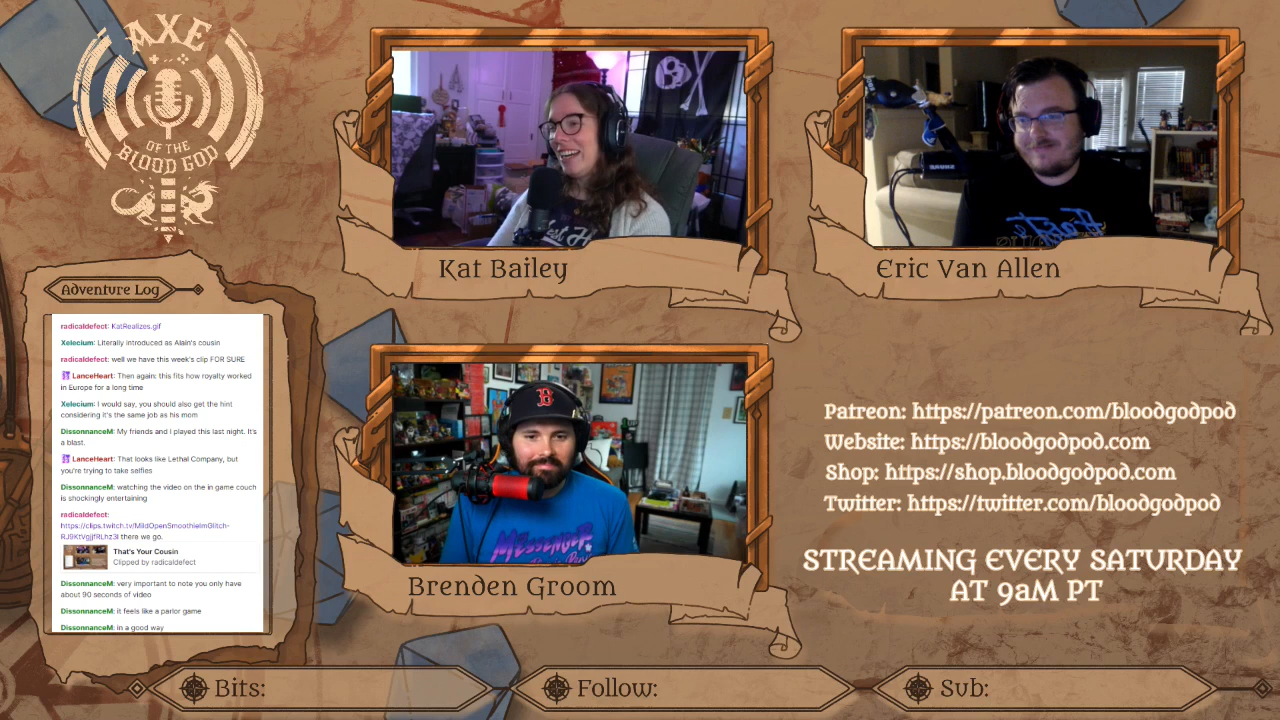 AXE
OF THE
BLOOD GOD
Kat Bailey
Eric Van Allen
Adventure Log
radicaldefect: KatRealizes.gif
Xelecium: Literally introduced as Alain's cousin
radicaldefect: well we have this week's clip FOR SURE
LanceHeart: Then again: this fits how royalty worked
in Europe for a long time
Xelecium: I would say, you should also get the hint
considering it's the same job as his mom
DissonnanceM: My friends and I played this last night. It's
a blast.
LanceHeart: That looks like Lethal Company, but
you're trying to take selfies
DissonnanceM: watching the video on the in game couch
is shockingly entertaining
radicaldefect:
https://clips.twitch.tv/MildOpenSmoothieImGlitch-
RJ9KtVgjjfRLhz3I there we go.
That's Your Cousin
Clipped by radicaldefect
DissonnanceM: very important to note you only have
about 90 seconds of video
DissonnanceM: it feels like a parlor game
DissonnanceM: in a good way
B
MESSENGER
Brenden Groom
Patreon: https://patreon.com/bloodgodpod
Website: https://bloodgodpod.com
Shop: https://shop.bloodgodpod.com
Twitter: https://twitter.com/bloodgodpod
STREAMING EVERY SATURDAY
AT 9aM PT
Bits:
Follow:
Sub: